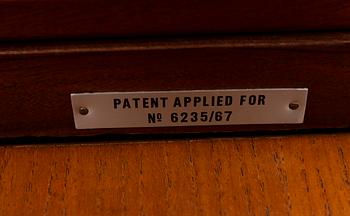 PATENT APPLIED FOR
Nº 6235/67